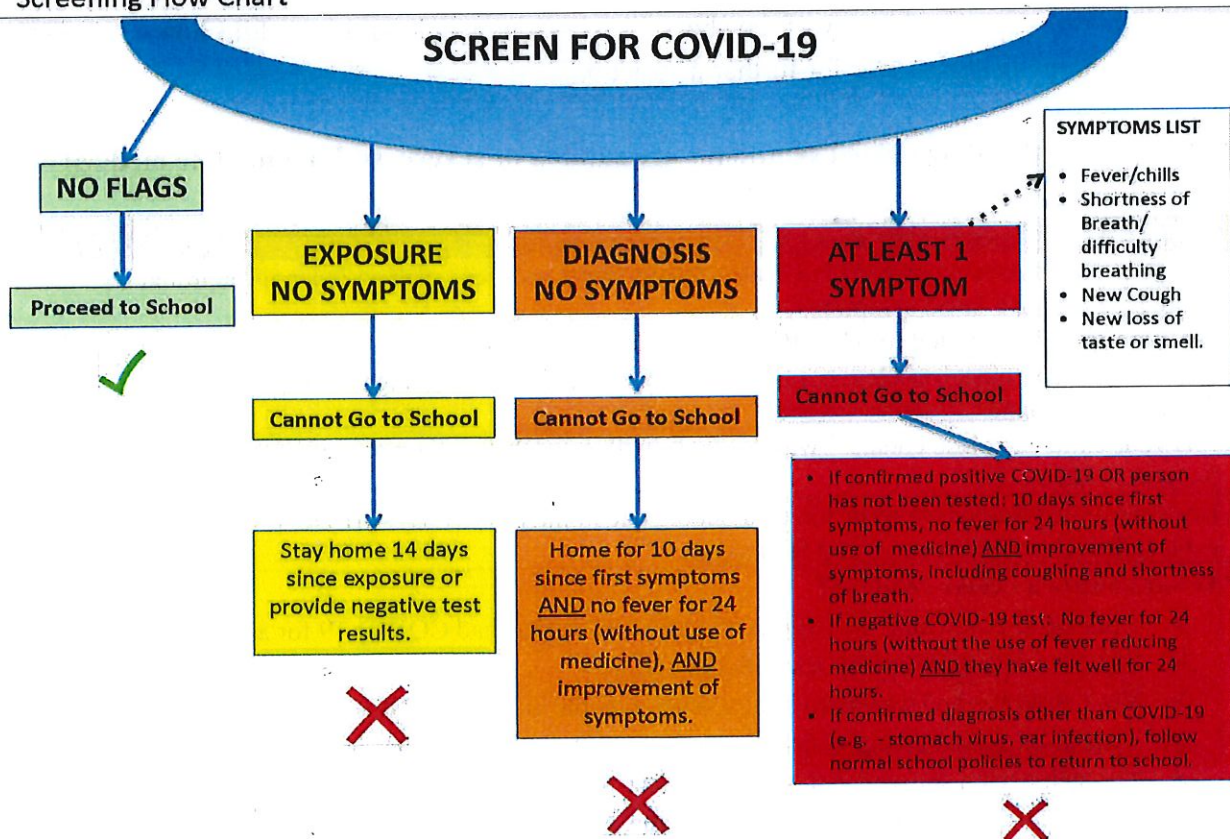 Screening Flow Chart
SCREEN FOR COVID-19
NO FLAGS
Proceed to School
EXPOSURE
NO SYMPTOMS
Cannot Go to School
Stay home 14 days
since exposure or
provide negative test
results.
DIAGNOSIS
NO SYMPTOMS
Cannot Go to School
Home for 10 days
since first symptoms
AND no fever for 24
hours (without use of
medicine), AND
improvement of
symptoms.
AT LEAST 1
SYMPTOM
Cannot Go to School
• If confirmed positive COVID-19 OR person
has not been tested: 10 days since first
symptoms, no fever for 24 hours (without
use of medicine) AND improvement of
symptoms, including coughing and shortness
of breath.
• If negative COVID-19 test: No fever for 24
hours (without the use of fever reducing
medicine) AND they have felt well for 24
hours.
• If confirmed diagnosis other than COVID-19
(e.g. - stomach virus, ear infection), follow
normal school policies to return to school.
SYMPTOMS LIST
• Fever/chills
• Shortness of
Breath/
difficulty
breathing
• New Cough
• New loss of
taste or smell.